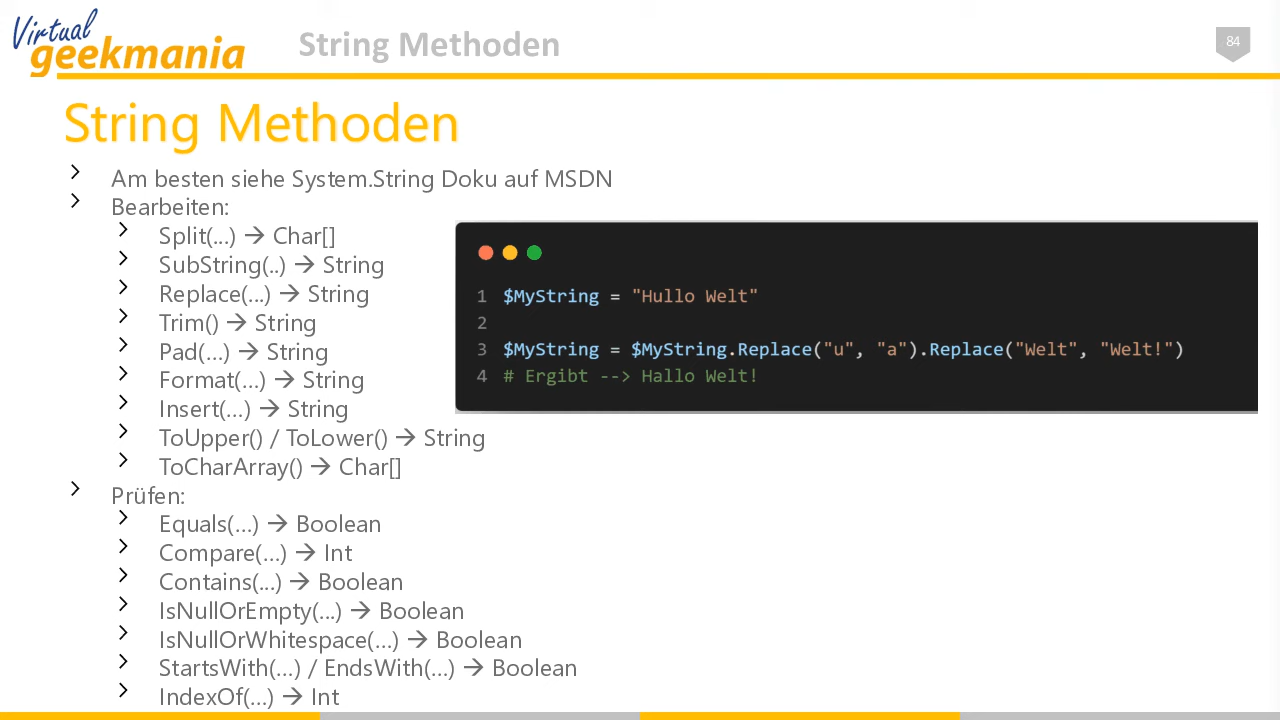 Virtual
geekmania
String Methoden
84
String Methoden
Am besten siehe System.String Doku auf MSDN
Bearbeiten:
Split(...) → Char[]
SubString(..) → String
Replace(...) → String
Trim() → String
Pad(...) → String
Format(...) → String
Insert(...) → String
ToUpper() / ToLower() → String
ToCharArray() → Char[]
Prüfen:
Equals(...) → Boolean
Compare(...) → Int
Contains(...) → Boolean
IsNullOrEmpty(...) → Boolean
IsNullOrWhitespace(...) → Boolean
StartsWith(...) / EndsWith(...) → Boolean
IndexOf(...) → Int
1 $MyString = "Hullo Welt"
2
3 $MyString = $MyString.Replace("u", "a").Replace("Welt", "Welt!")
4 # Ergibt --> Hallo Welt!